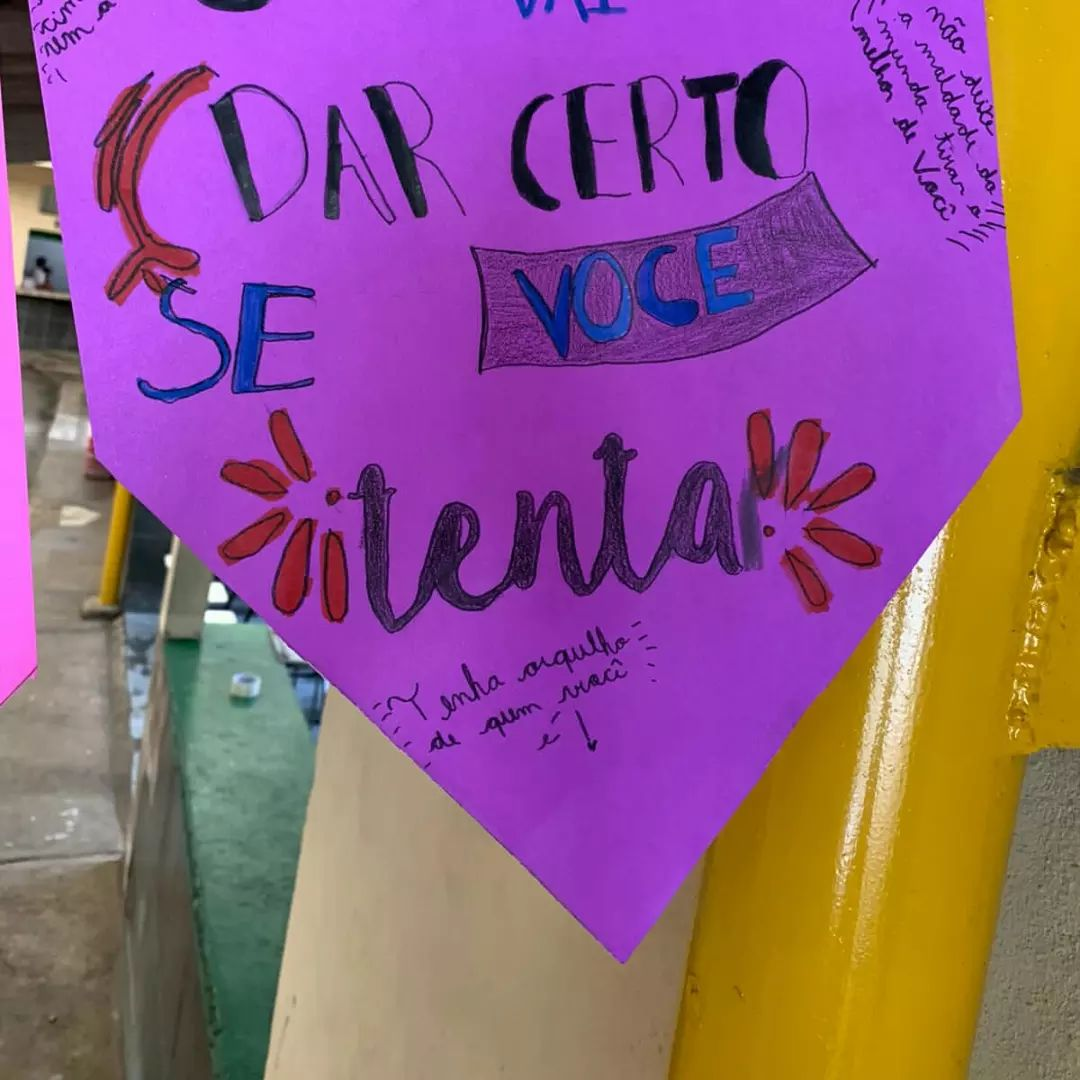 VAI
DAR CERTO
SE VOCE
tenta
Tenha orgulho
de quem você
é!
não deixe
a maldade do
mundo tirar o
melhor de Você
nem a